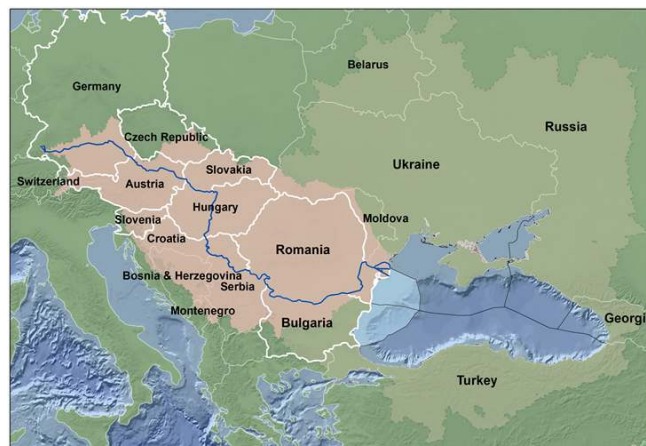 Belarus
Germany
Russia
Czech Republic
Ukraine
Slovakia
Switzerland
Austria
Hungary
Moldova
Slovenia
Croatia
Romania
Bosnia & Herzegovina
Serbia
Montenegro
Bulgaria
Georgi
Turkey